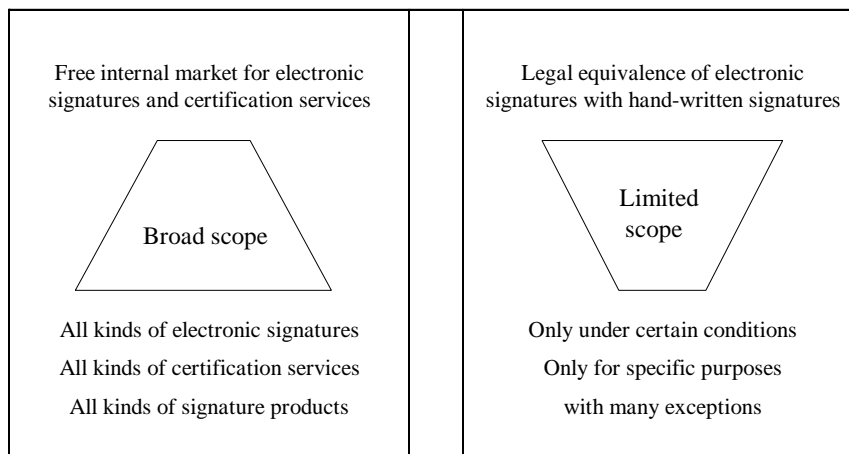 Free internal market for electronic
signatures and certification services
Broad scope
All kinds of electronic signatures
All kinds of certification services
All kinds of signature products
Legal equivalence of electronic
signatures with hand-written signatures
Limited
scope
Only under certain conditions
Only for specific purposes
with many exceptions